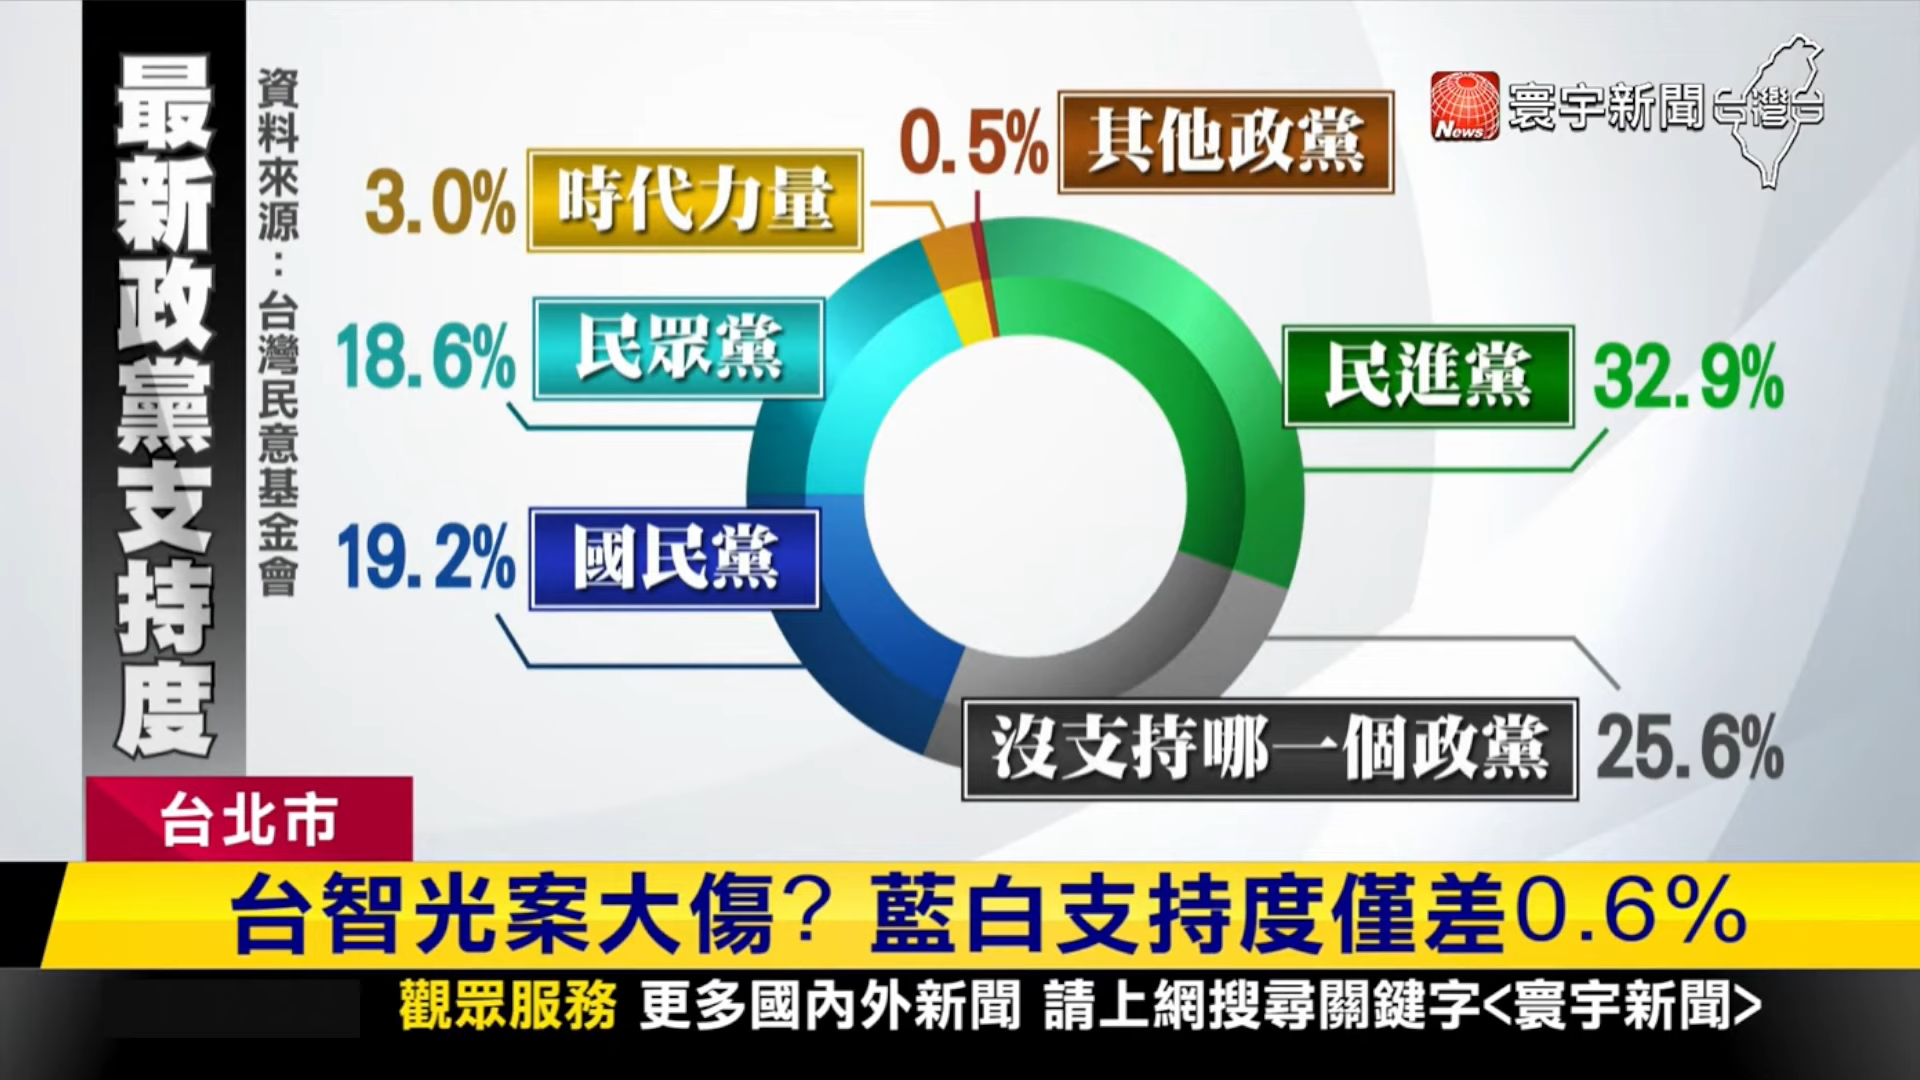 最新政黨支持度
資料來源：台灣民意基金會
News
寰宇新聞
台灣台
0.5%
其他政黨
3.0%
時代力量
18.6%
民眾黨
民進黨
32.9%
19.2%
國民黨
沒支持哪一個政黨
25.6%
台北市
台智光案大傷? 藍白支持度僅差0.6%
觀眾服務 更多國內外新聞 請上網搜尋關鍵字<寰宇新聞>